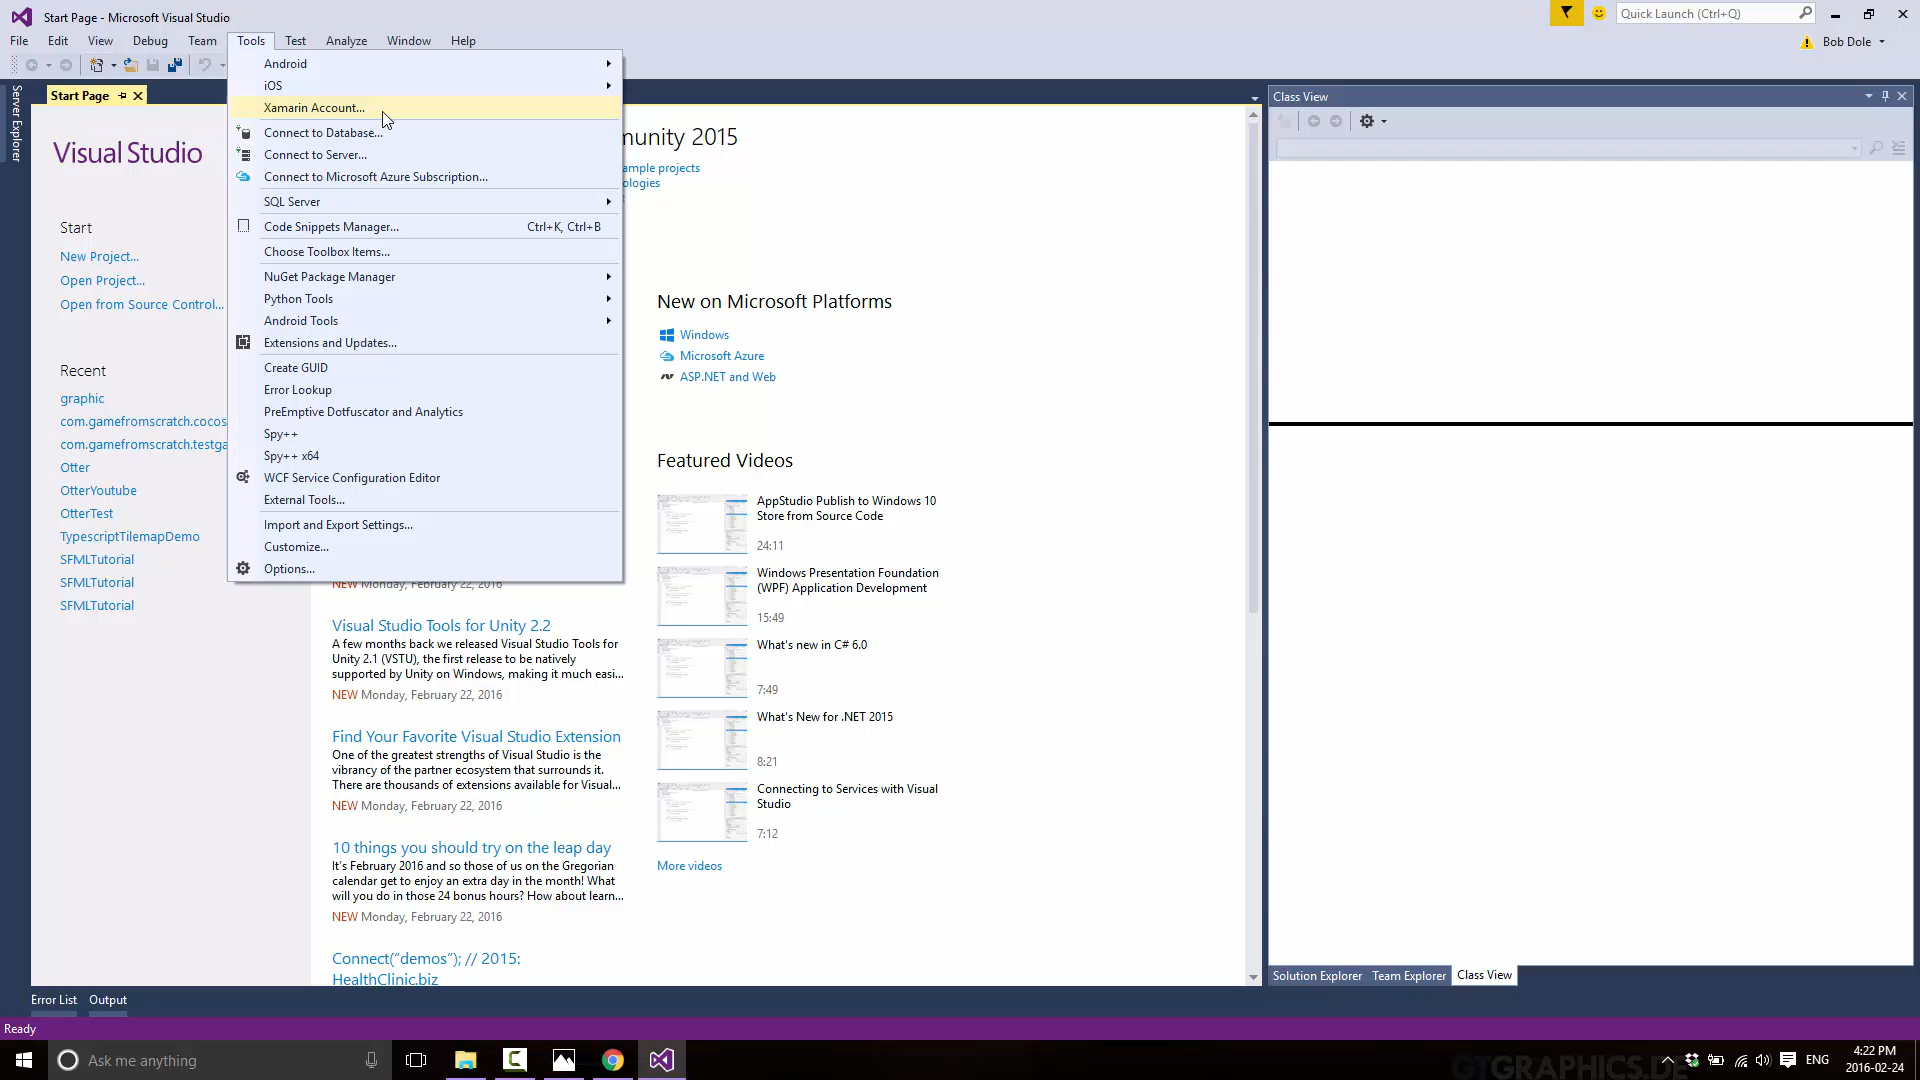 Start Page - Microsoft Visual Studio
Quick Launch (Ctrl+Q)
File Edit View Debug Team Tools Test Analyze Window Help
Bob Dole
Server Explorer
Start Page
Visual Studio
Start
New Project...
Open Project...
Open from Source Control...
Recent
graphic
com.gamefromscratch.cocos
com.gamefromscratch.testga
Otter
OtterYoutube
OtterTest
TypescriptTilemapDemo
SFMLTutorial
SFMLTutorial
SFMLTutorial
Android
iOS
Xamarin Account...
Connect to Database...
Connect to Server...
Connect to Microsoft Azure Subscription...
SQL Server
Code Snippets Manager... Ctrl+K, Ctrl+B
Choose Toolbox Items...
NuGet Package Manager
Python Tools
Android Tools
Extensions and Updates...
Create GUID
Error Lookup
PreEmptive Dotfuscator and Analytics
Spy++
Spy++ x64
WCF Service Configuration Editor
External Tools...
Import and Export Settings...
Customize...
Options...
NEW Monday, February 22, 2016
Visual Studio Tools for Unity 2.2
A few months back we released Visual Studio Tools for
Unity 2.1 (VSTU), the first release to be natively
supported by Unity on Windows, making it much easi...
NEW Monday, February 22, 2016
Find Your Favorite Visual Studio Extension
One of the greatest strengths of Visual Studio is the
vibrancy of the partner ecosystem that surrounds it.
There are thousands of extensions available for Visual...
NEW Monday, February 22, 2016
10 things you should try on the leap day
It's February 2016 and so those of us on the Gregorian
calendar get to enjoy an extra day in the month! What
will you do in those 24 bonus hours? How about learn...
NEW Monday, February 22, 2016
Connect("demos"); // 2015:
HealthClinic.biz
munity 2015
ample projects
ologies
New on Microsoft Platforms
Windows
Microsoft Azure
ASP.NET and Web
Featured Videos
AppStudio Publish to Windows 10
Store from Source Code
24:11
Windows Presentation Foundation
(WPF) Application Development
15:49
What's new in C# 6.0
7:49
What's New for .NET 2015
8:21
Connecting to Services with Visual
Studio
7:12
More videos
Class View
Solution Explorer Team Explorer Class View
Error List Output
Ready
Ask me anything
GTGRAPHICS.DE
ENG
4:22 PM
2016-02-24